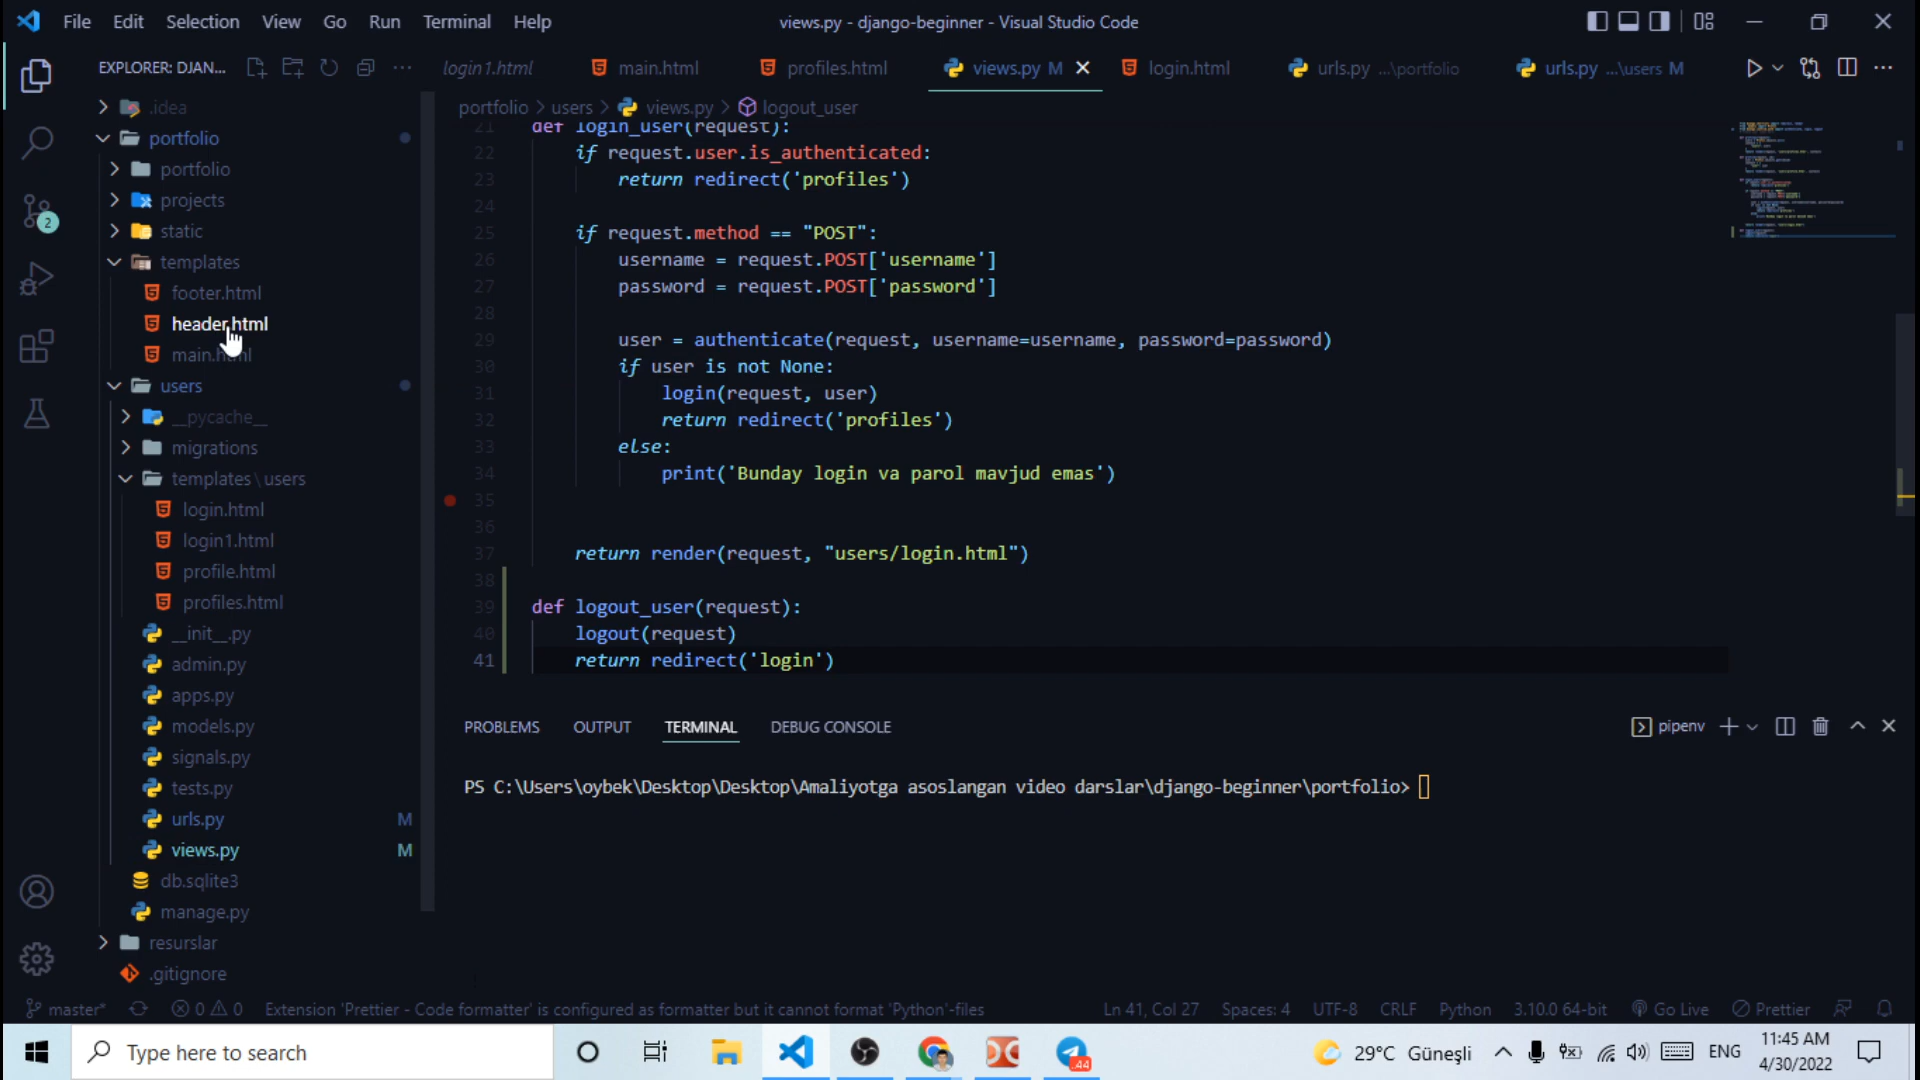 File Edit Selection View Go Run Terminal Help
views.py - django-beginner - Visual Studio Code
EXPLORER: DJAN...
login1.html
main.html
profiles.html
views.py M
login.html
urls.py ...\portfolio
urls.py ...\users M
portfolio > users > views.py > logout_user
.idea
portfolio
portfolio
projects
static
templates
footer.html
header.html
main.html
users
__pycache__
migrations
templates\users
login.html
login1.html
profile.html
profiles.html
__init__.py
admin.py
apps.py
models.py
signals.py
tests.py
urls.py M
views.py M
db.sqlite3
manage.py
resurslar
.gitignore
2
21 def login_user(request):
22 if request.user.is_authenticated:
23 return redirect('profiles')
24
25 if request.method == "POST":
26 username = request.POST['username']
27 password = request.POST['password']
28
29 user = authenticate(request, username=username, password=password)
30 if user is not None:
31 login(request, user)
32 return redirect('profiles')
33 else:
34 print('Bunday login va parol mavjud emas')
35
36
37 return render(request, "users/login.html")
38
39 def logout_user(request):
40 logout(request)
41 return redirect('login')
PROBLEMS OUTPUT TERMINAL DEBUG CONSOLE
pipenv
PS C:\Users\oybek\Desktop\Desktop\Amaliyotga asoslangan video darslar\django-beginner\portfolio>
master* 0 0 Extension 'Prettier - Code formatter' is configured as formatter but it cannot format 'Python'-files
Ln 41, Col 27 Spaces: 4 UTF-8 CRLF Python 3.10.0 64-bit Go Live Prettier
Type here to search
44
29°C Güneşli
ENG
11:45 AM
4/30/2022